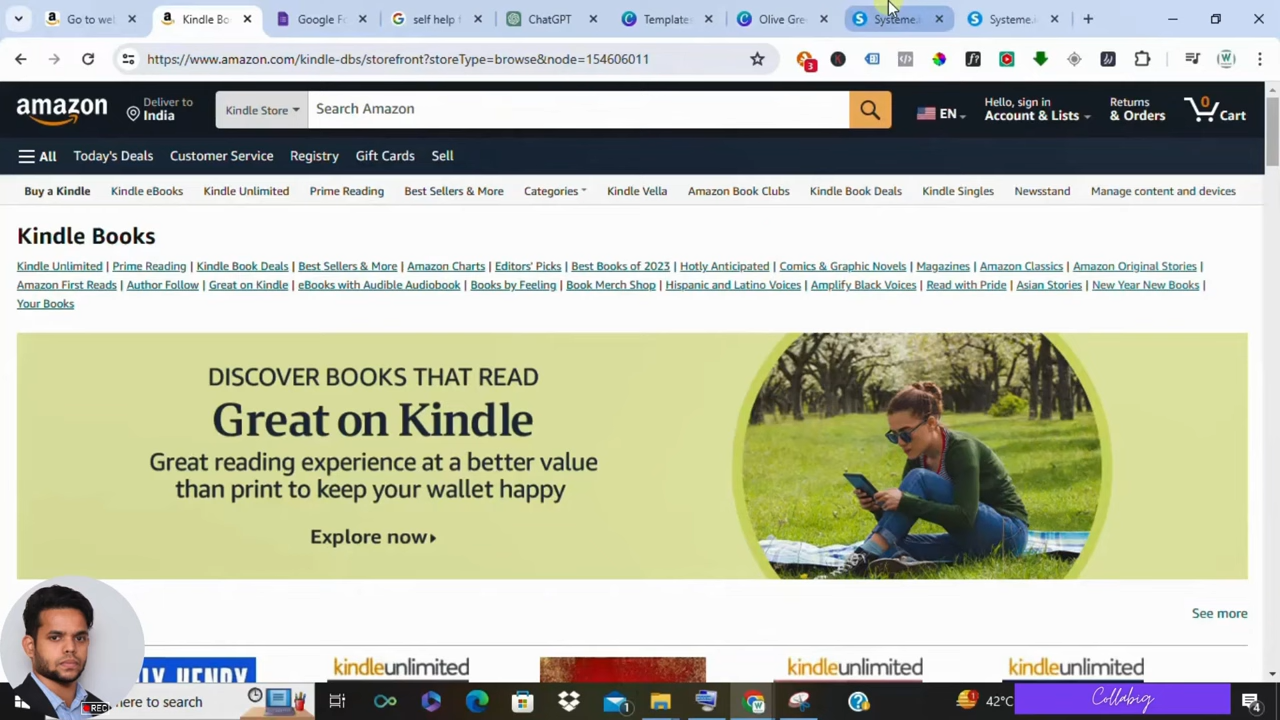 Go to wel
Kindle Bo
Google Fo
self help
ChatGPT
Template
Olive Gre
Systeme.
Systeme.
https://www.amazon.com/kindle-dbs/storefront?storeType=browse&node=154606011
3
amazon
Deliver to
India
Kindle Store
Search Amazon
EN
Hello, sign in
Account & Lists
Returns
& Orders
0
Cart
All
Today's Deals
Customer Service
Registry
Gift Cards
Sell
Buy a Kindle
Kindle eBooks
Kindle Unlimited
Prime Reading
Best Sellers & More
Categories
Kindle Vella
Amazon Book Clubs
Kindle Book Deals
Kindle Singles
Newsstand
Manage content and devices
Kindle Books
Kindle Unlimited | Prime Reading | Kindle Book Deals | Best Sellers & More | Amazon Charts | Editors' Picks | Best Books of 2023 | Hotly Anticipated | Comics & Graphic Novels | Magazines | Amazon Classics | Amazon Original Stories |
Amazon First Reads | Author Follow | Great on Kindle | eBooks with Audible Audiobook | Books by Feeling | Book Merch Shop | Hispanic and Latino Voices | Amplify Black Voices | Read with Pride | Asian Stories | New Year New Books |
Your Books
DISCOVER BOOKS THAT READ
Great on Kindle
Great reading experience at a better value
than print to keep your wallet happy
Explore now
See more
kindleunlimited
kindleunlimited
kindleunlimited
REC
here to search
1
42°C
Collabig
4